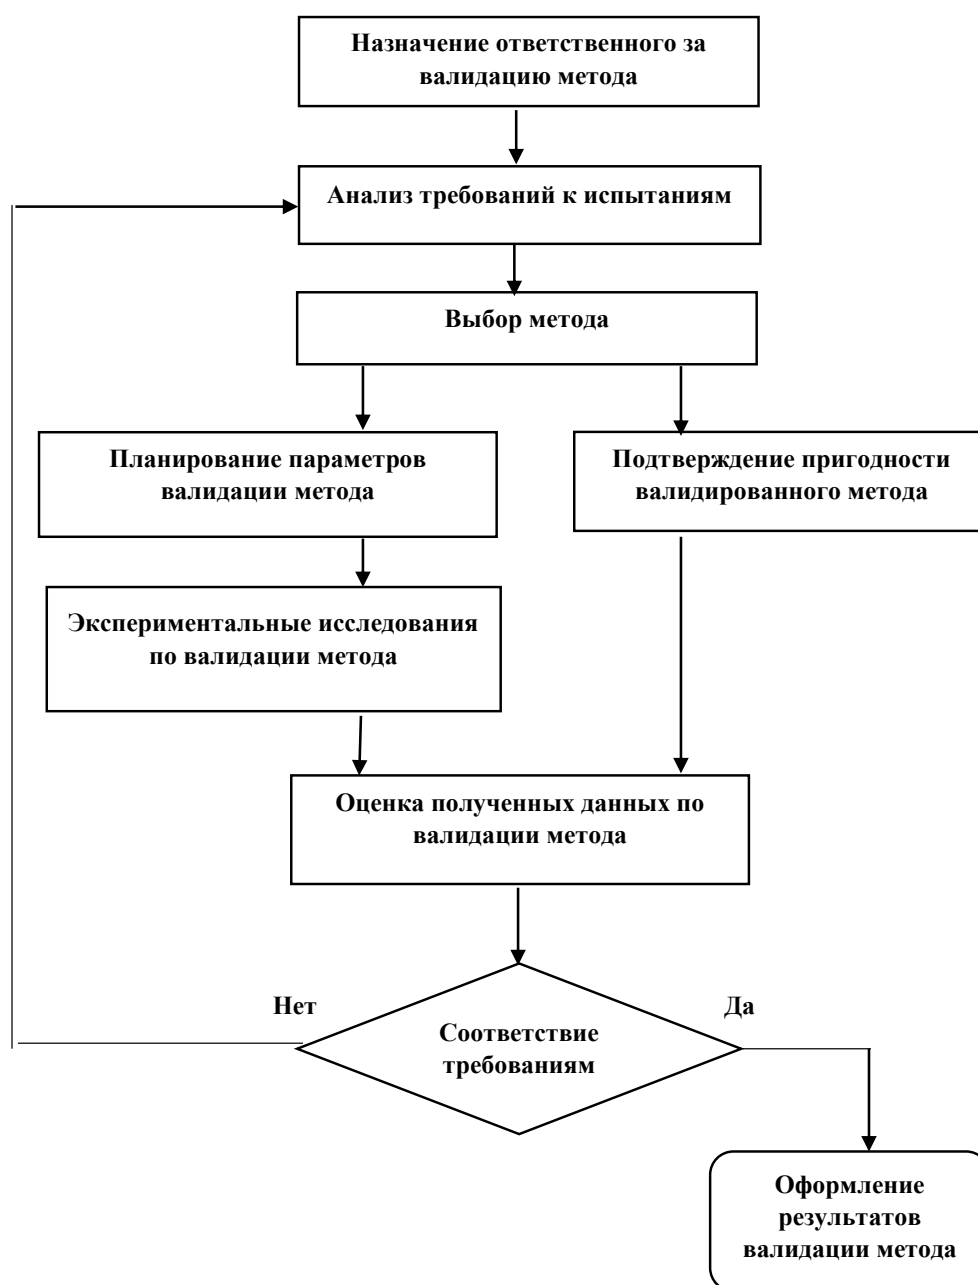 Назначение ответственного за
валидацию метода
Анализ требований к испытаниям
Выбор метода
Планирование параметров
валидации метода
Подтверждение пригодности
валидированного метода
Экспериментальные исследования
по валидации метода
Оценка полученных данных по
валидации метода
Нет
Да
Соответствие
требованиям
Оформление
результатов
валидации метода